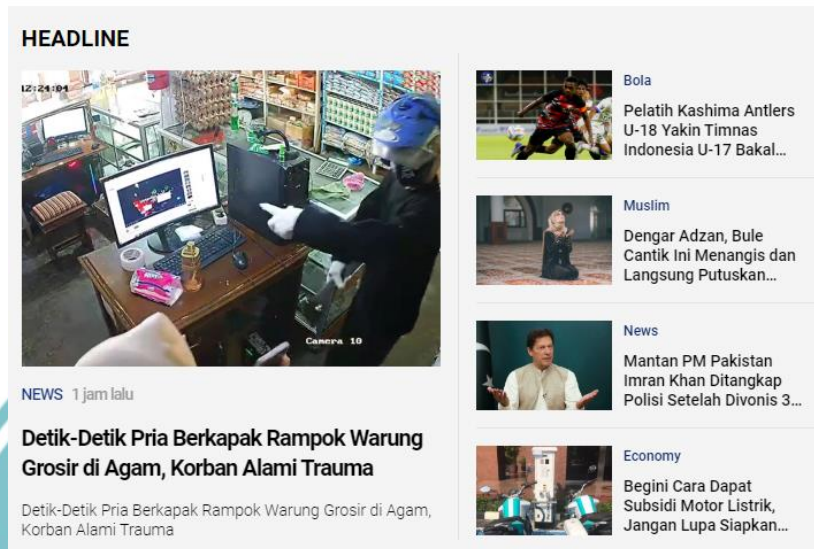 HEADLINE
12:24:04
Camera 10
NEWS 1 jam lalu
Detik-Detik Pria Berkapak Rampok Warung
Grosir di Agam, Korban Alami Trauma
Detik-Detik Pria Berkapak Rampok Warung Grosir di Agam,
Korban Alami Trauma
Bola
Pelatih Kashima Antlers
U-18 Yakin Timnas
Indonesia U-17 Bakal...
Muslim
Dengar Adzan, Bule
Cantik Ini Menangis dan
Langsung Putuskan...
News
Mantan PM Pakistan
Imran Khan Ditangkap
Polisi Setelah Divonis 3...
Economy
Begini Cara Dapat
Subsidi Motor Listrik,
Jangan Lupa Siapkan...